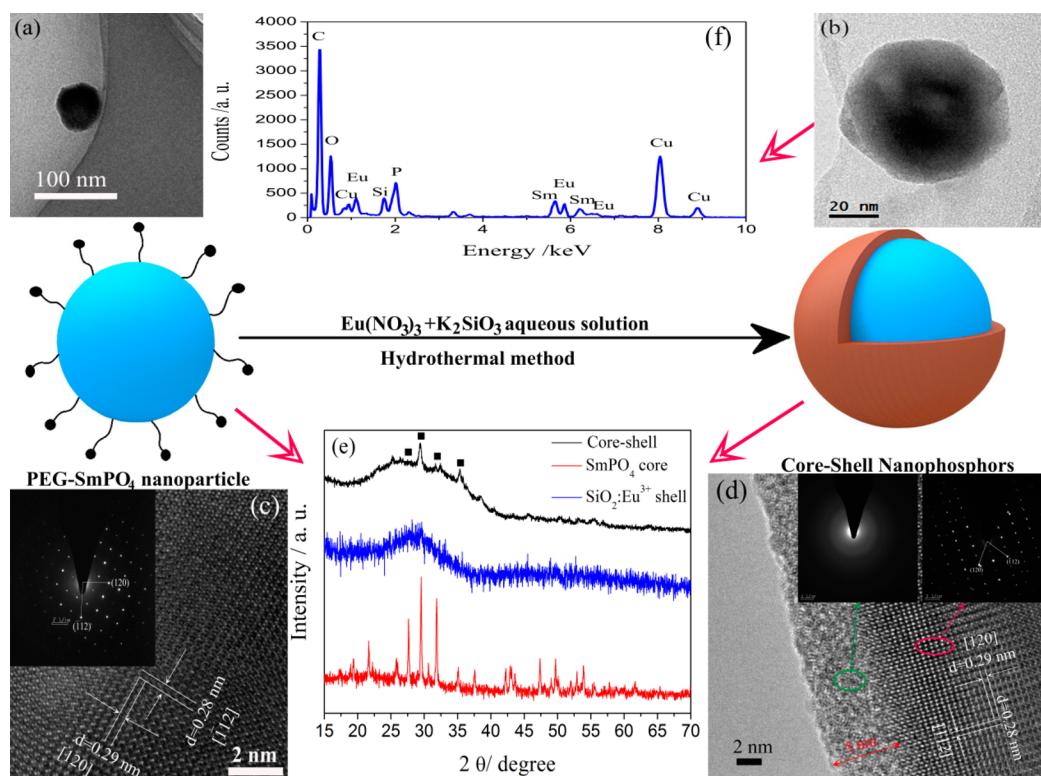 (a)
100 nm
(f)
Counts /a. u.
4000
3500
3000
2500
2000
1500
1000
500
0
C
O
Cu
Eu
Si
P
Sm
Eu
Sm
Eu
Cu
Cu
0
2
4
6
8
10
Energy /keV
(b)
20 nm
Eu(NO₃)₃+K₂SiO₃ aqueous solution
Hydrothermal method
PEG-SmPO₄ nanoparticle
Core-Shell Nanophosphors
(c)
(120)
(112)
d=0.28 nm
[112]
d=0.29 nm
[120]
2 nm
(e)
Core-shell
SmPO₄ core
SiO₂:Eu³⁺ shell
Intensity / a. u.
15 20 25 30 35 40 45 50 55 60 65 70
2 θ/ degree
(d)
(120)
(112)
[120]
d=0.29 nm
d=0.28 nm
[112]
5 nm
2 nm